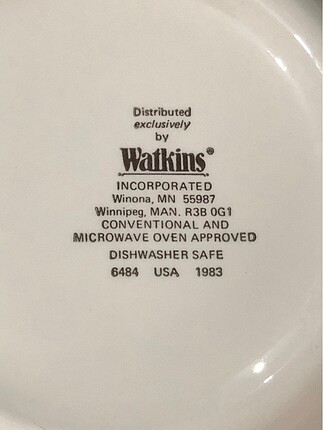 Distributed
exclusively
by
Watkins®
INCORPORATED
Winona, MN 55987
Winnipeg, MAN. R3B 0G1
CONVENTIONAL AND
MICROWAVE OVEN APPROVED
DISHWASHER SAFE
6484 USA 1983